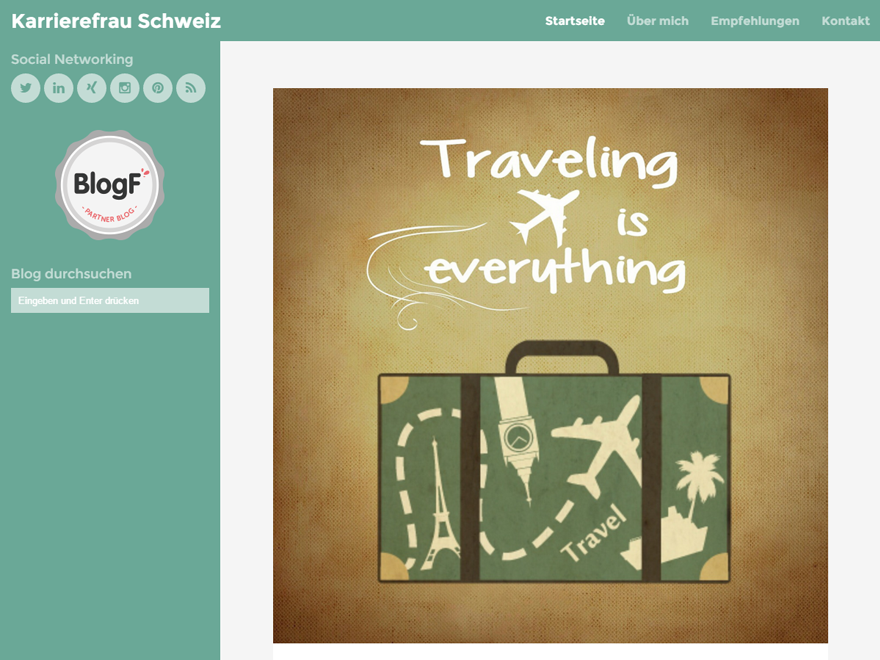 Karrierefrau Schweiz
Startseite Über mich Empfehlungen Kontakt
Social Networking
BlogF
- PARTNER BLOG -
Blog durchsuchen
Eingeben und Enter drücken
Traveling
is
everything
Travel